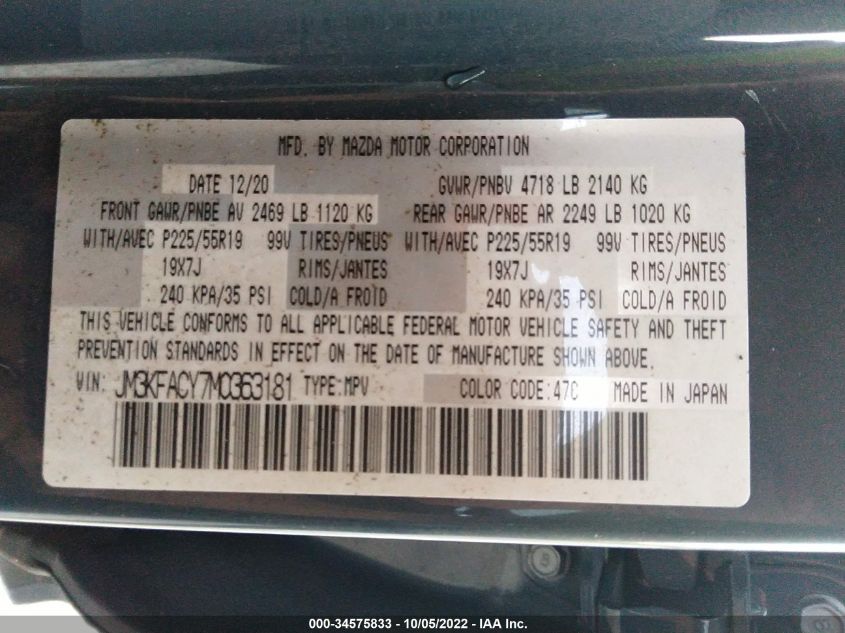 MFD. BY MAZDA MOTOR CORPORATION
DATE 12/20 GVWR/PNBV 4718 LB 2140 KG
FRONT GAWR/PNBE AV 2469 LB 1120 KG REAR GAWR/PNBE AR 2249 LB 1020 KG
WITH/AVEC P225/55R19 99V TIRES/PNEUS WITH/AVEC P225/55R19 99V TIRES/PNEUS
19X7J RIMS/JANTES 19X7J RIMS/JANTES
240 KPA/35 PSI COLD/A FROID 240 KPA/35 PSI COLD/A FROID
THIS VEHICLE CONFORMS TO ALL APPLICABLE FEDERAL MOTOR VEHICLE SAFETY AND THEFT
PREVENTION STANDARDS IN EFFECT ON THE DATE OF MANUFACTURE SHOWN ABOVE.
VIN: JM3KFACY7M0363181 TYPE:MPV COLOR CODE:47C MADE IN JAPAN
000-34575833 - 10/05/2022 - IAA Inc.